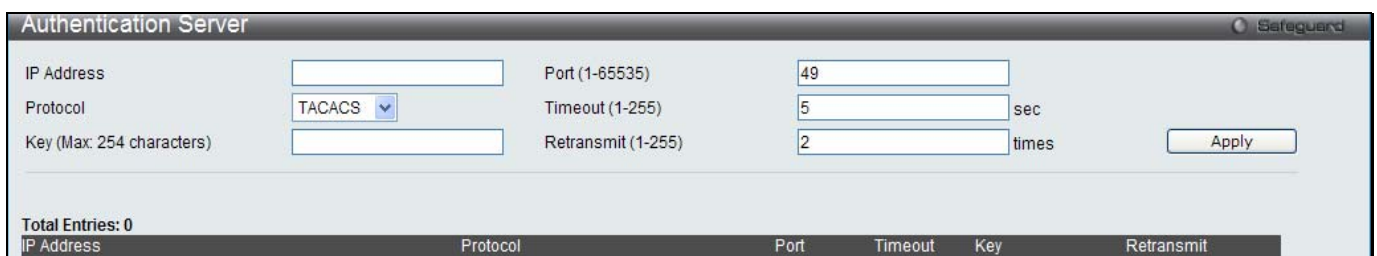 Authentication Server Safeguard
IP Address Port (1-65535) 49
Protocol TACACS Timeout (1-255) 5 sec
Key (Max: 254 characters) Retransmit (1-255) 2 times Apply
Total Entries: 0
IP Address Protocol Port Timeout Key Retransmit